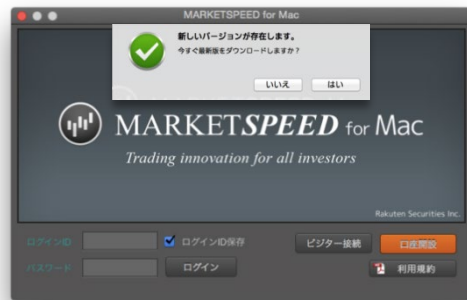 MARKETSPEED for Mac
新しいバージョンが存在します。
今すぐ最新版をダウンロードしますか？
いいえ
はい
MARKETSPEED for Mac
Trading innovation for all investors
Rakuten Securities Inc.
ログインID
ログインID保存
ビジター接続
口座開設
パスワード
ログイン
利用規約